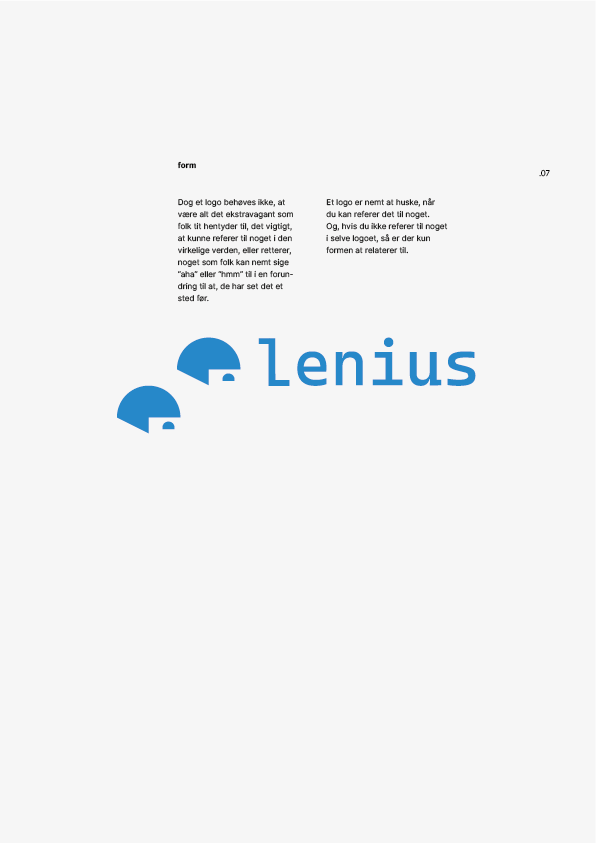 form
.07
Dog et logo behøves ikke, at
være alt det ekstravagant som
folk tit hentyder til, det vigtigt,
at kunne referer til noget i den
virkelige verden, eller retterer,
noget som folk kan nemt sige
“aha” eller “hmm” til i en forun-
dring til at, de har set det et
sted før.
Et logo er nemt at huske, når
du kan referer det til noget.
Og, hvis du ikke referer til noget
i selve logoet, så er der kun
formen at relaterer til.
lenius